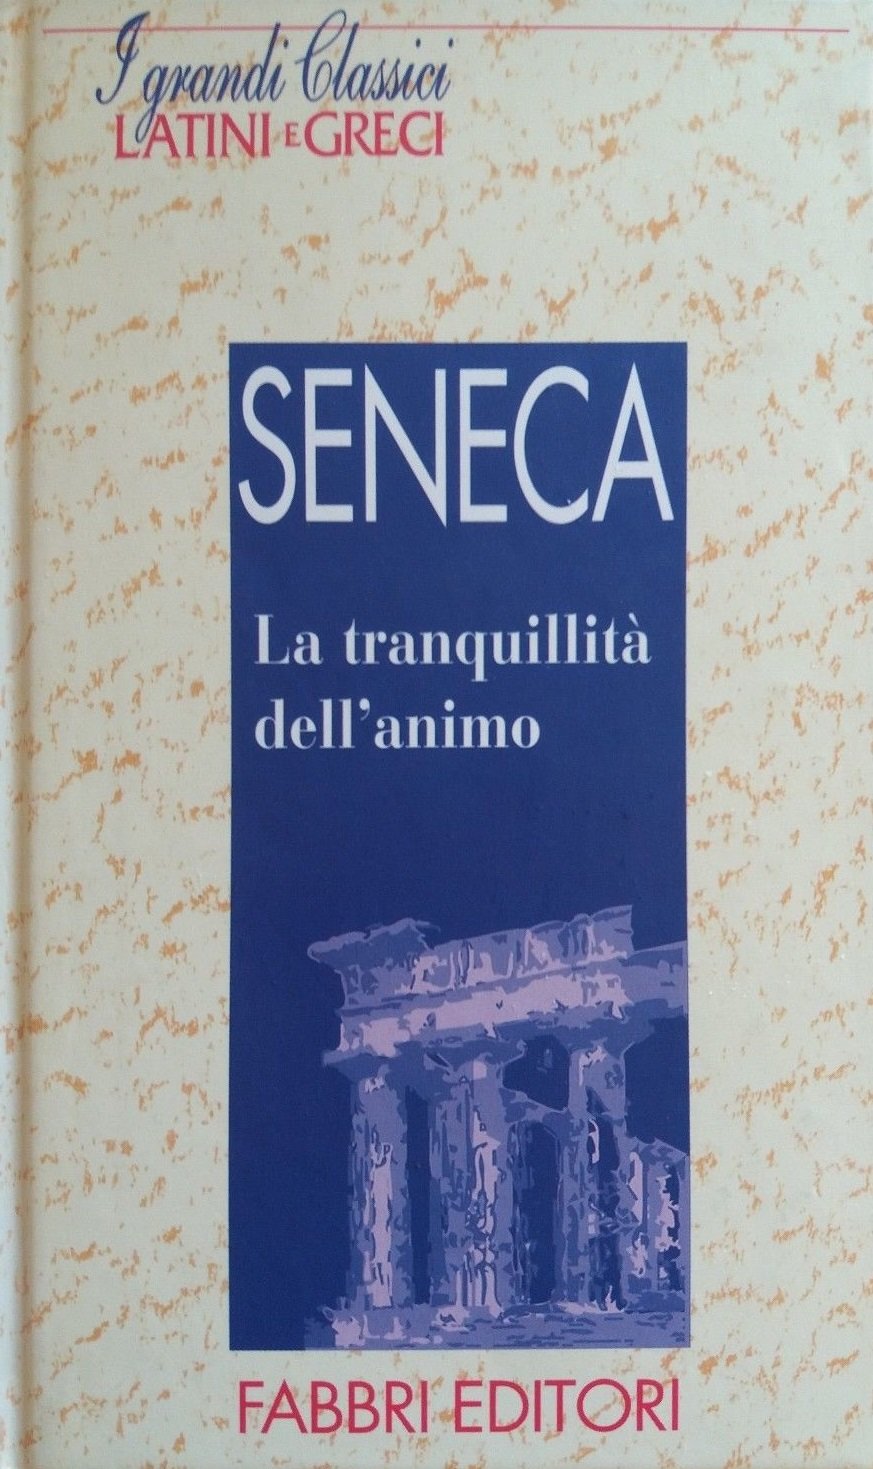 I grandi Classici
LATINI E GRECI
SENECA
La tranquillità
dell'animo
FABBRI EDITORI